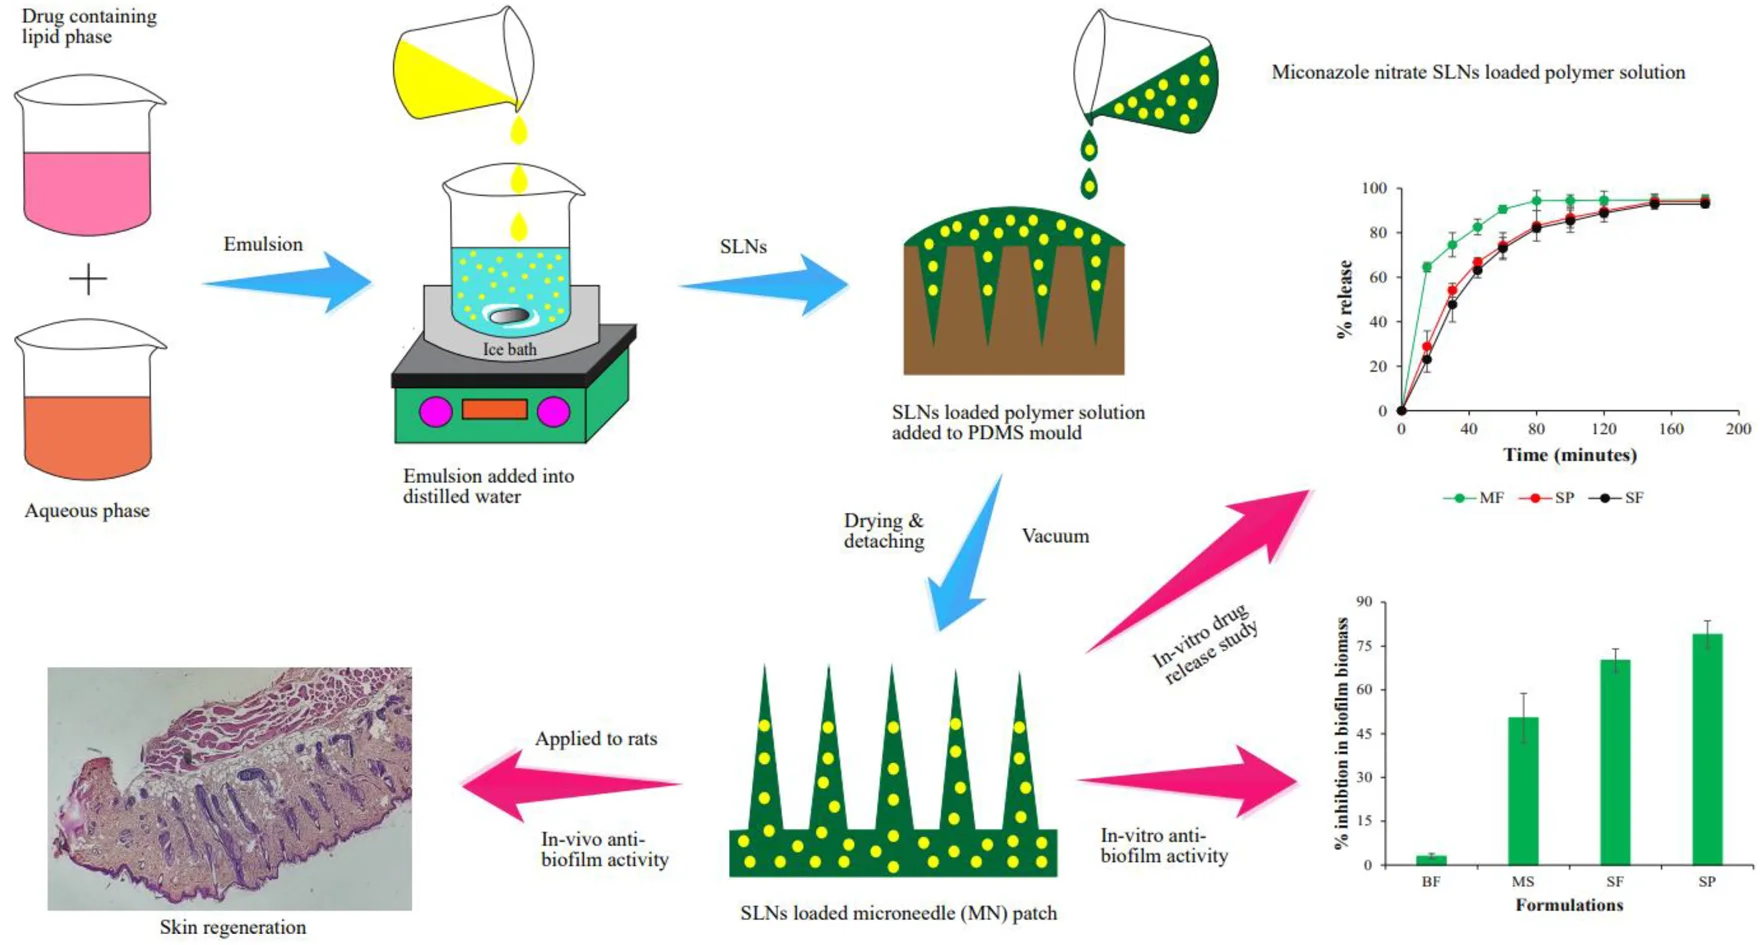 Drug containing
lipid phase
Aqueous phase
Emulsion
Ice bath
Emulsion added into
distilled water
SLNs
Miconazole nitrate SLNs loaded polymer solution
SLNs loaded polymer solution
added to PDMS mould
% release
100
80
60
40
20
0
0 40 80 120 160 200
Time (minutes)
MF SP SF
Drying &
detaching
Vacuum
In-vitro drug
release study
Applied to rats
In-vivo anti-
biofilm activity
Skin regeneration
SLNs loaded microneedle (MN) patch
In-vitro anti-
biofilm activity
% inhibtion in biofilm biomass
90
75
60
45
30
15
0
BF MS SF SP
Formulations